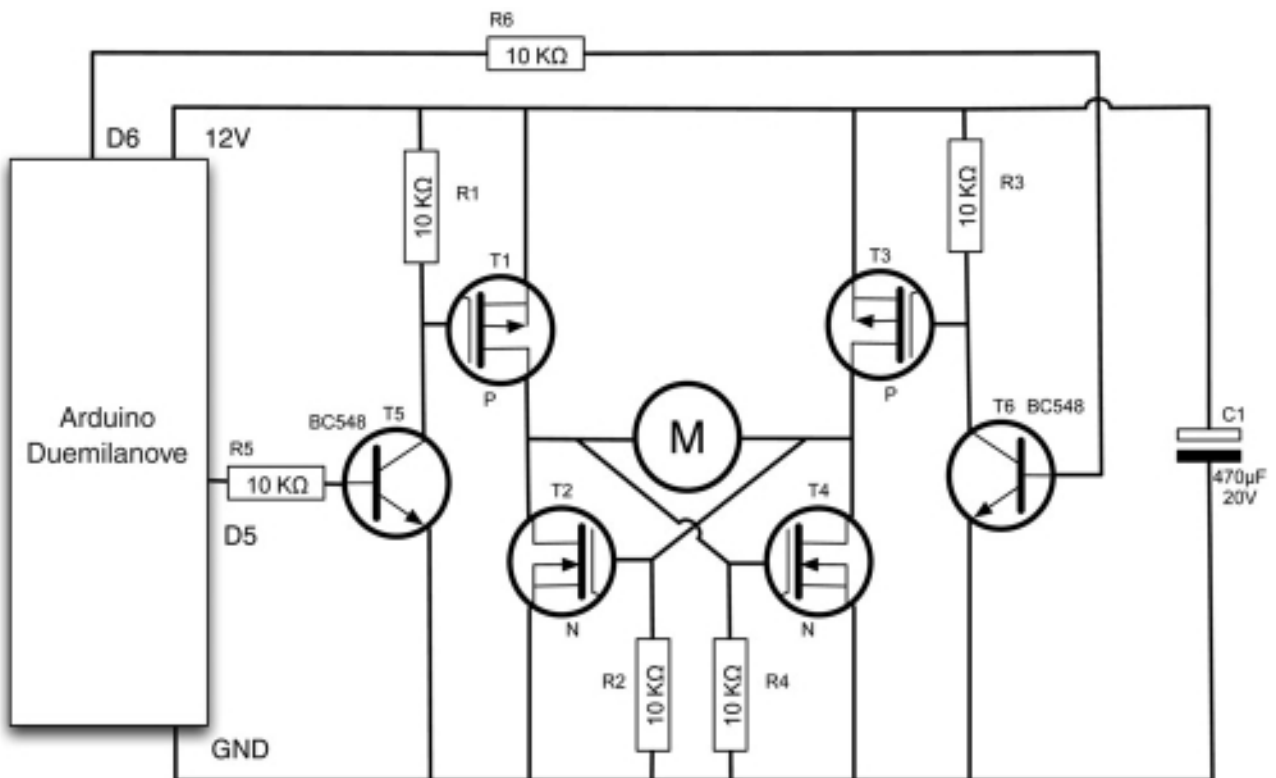 R6
10 KΩ
D6
12V
10 KΩ
R1
10 KΩ
R3
T1
T3
P
P
Arduino
Duemilanove
BC548
T5
M
T6
BC548
C1
470µF
20V
R5
10 KΩ
D5
T2
T4
N
N
R2
10 KΩ
10 KΩ
R4
GND